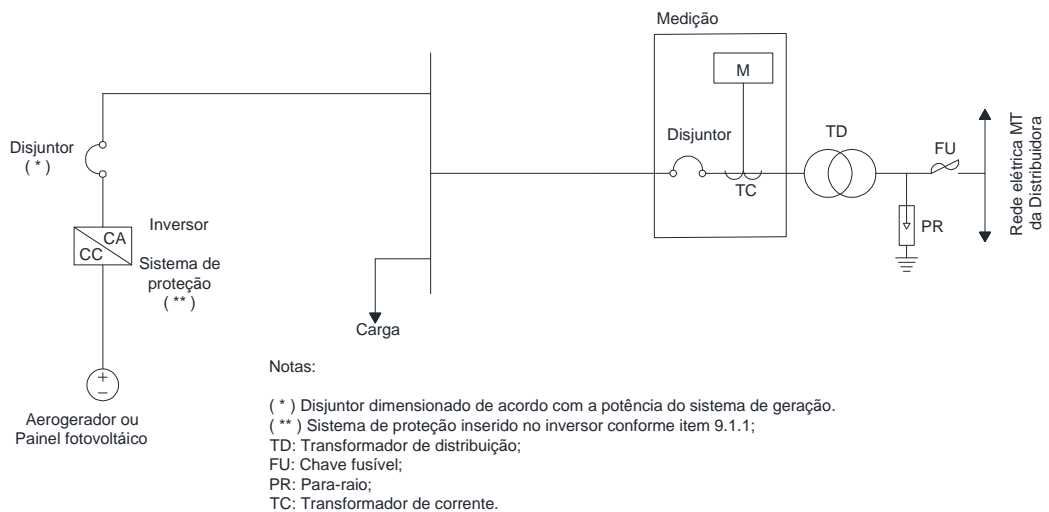 Medição
M
Disjuntor
TC
TD
FU
PR
Rede elétrica MT
da Distribuidora
Disjuntor
( * )
CA
CC
Inversor
Sistema de
proteção
( ** )
Carga
+
−
Aerogerador ou
Painel fotovoltáico
Notas:
( * ) Disjuntor dimensionado de acordo com a potência do sistema de geração.
( ** ) Sistema de proteção inserido no inversor conforme item 9.1.1;
TD: Transformador de distribuição;
FU: Chave fusível;
PR: Para-raio;
TC: Transformador de corrente.